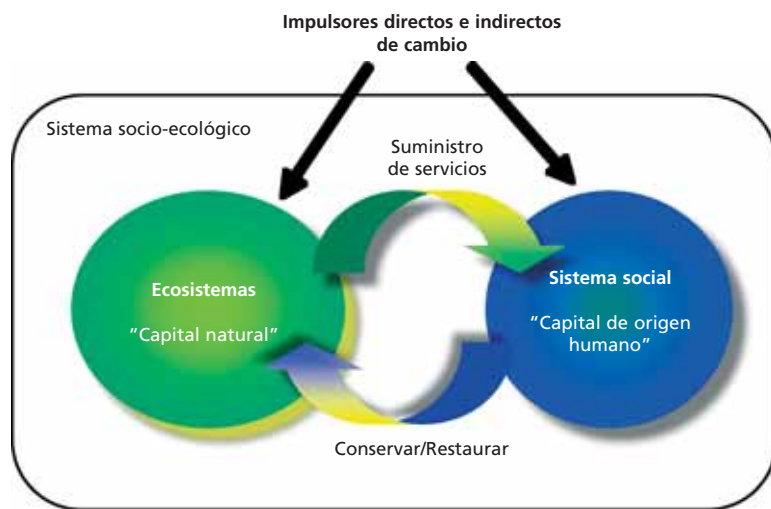 Impulsores directos e indirectos
de cambio
Sistema socio-ecológico
Suministro
de servicios
Ecosistemas
“Capital natural”
Sistema social
“Capital de origen
humano”
Conservar/Restaurar